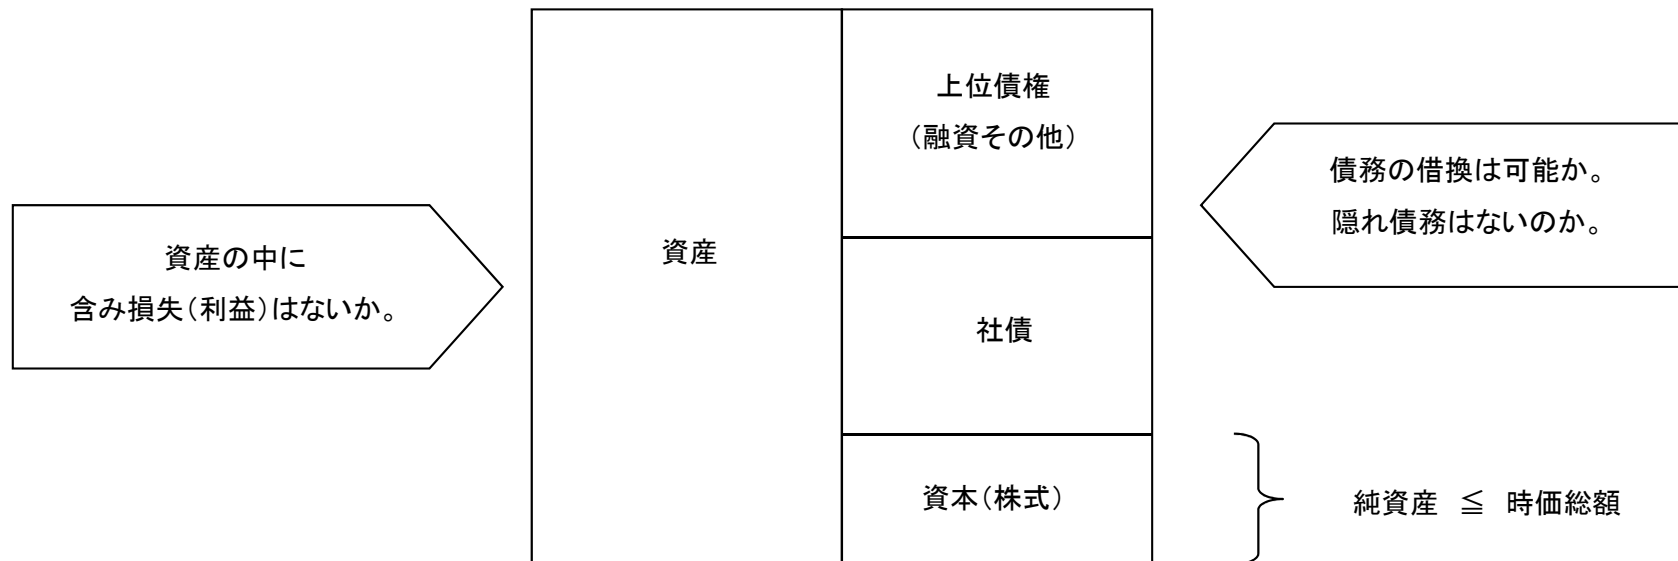 上位債権
（融資その他）
債務の借換は可能か。
隠れ債務はないのか。
資産の中に
含み損失（利益）はないか。
資産
社債
資本（株式）
純資産 ≦ 時価総額